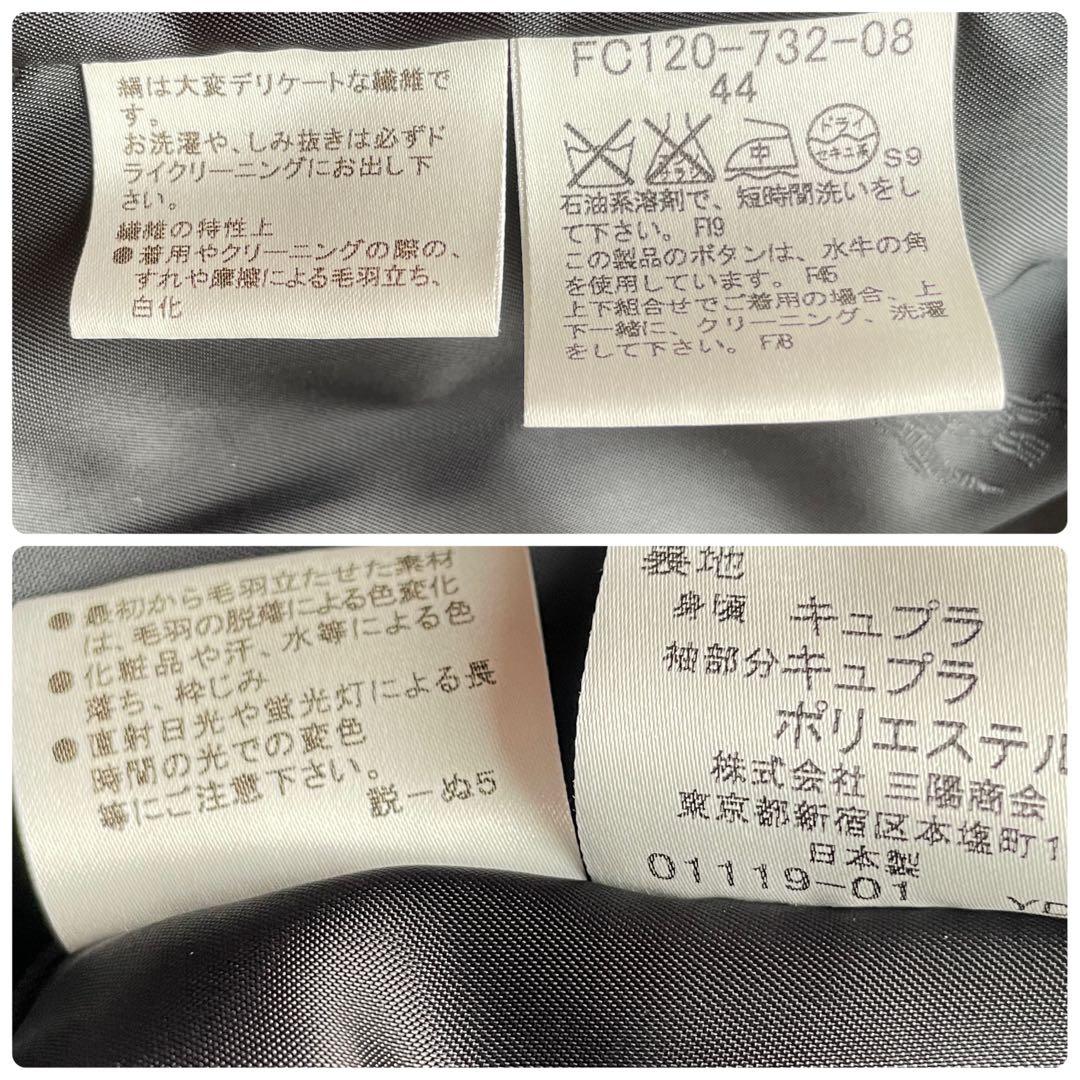 絹は大変デリケートな繊維で
す。
お洗濯や、しみ抜きは必ずド
ライクリーニングにお出し下
さい。
繊維の特性上
●着用やクリーニングの際の、
すれや摩擦による毛羽立ち、
白化
FC120-732-08
44
中
ドライ
セキユ系
S9
石油系溶剤で、短時間洗いをし
て下さい。F19
この製品のボタンは、水牛の角
を使用しています。F45
上下組合せでご着用の場合、上
下一緒に、クリーニング、洗濯
をして下さい。F78
●最初から毛羽立たせた素材
は、毛羽の脱落による色変化
●化粧品や汗、水等による色
落ち、枠じみ
●直射日光や蛍光灯による長
時間の光での変色
等にご注意下さい。
説ーぬ5
裏地
身頃 キュプラ
袖部分キュプラ
ポリエステル
株式会社 三陽商会
東京都新宿区本塩町1
日本製
01119-01